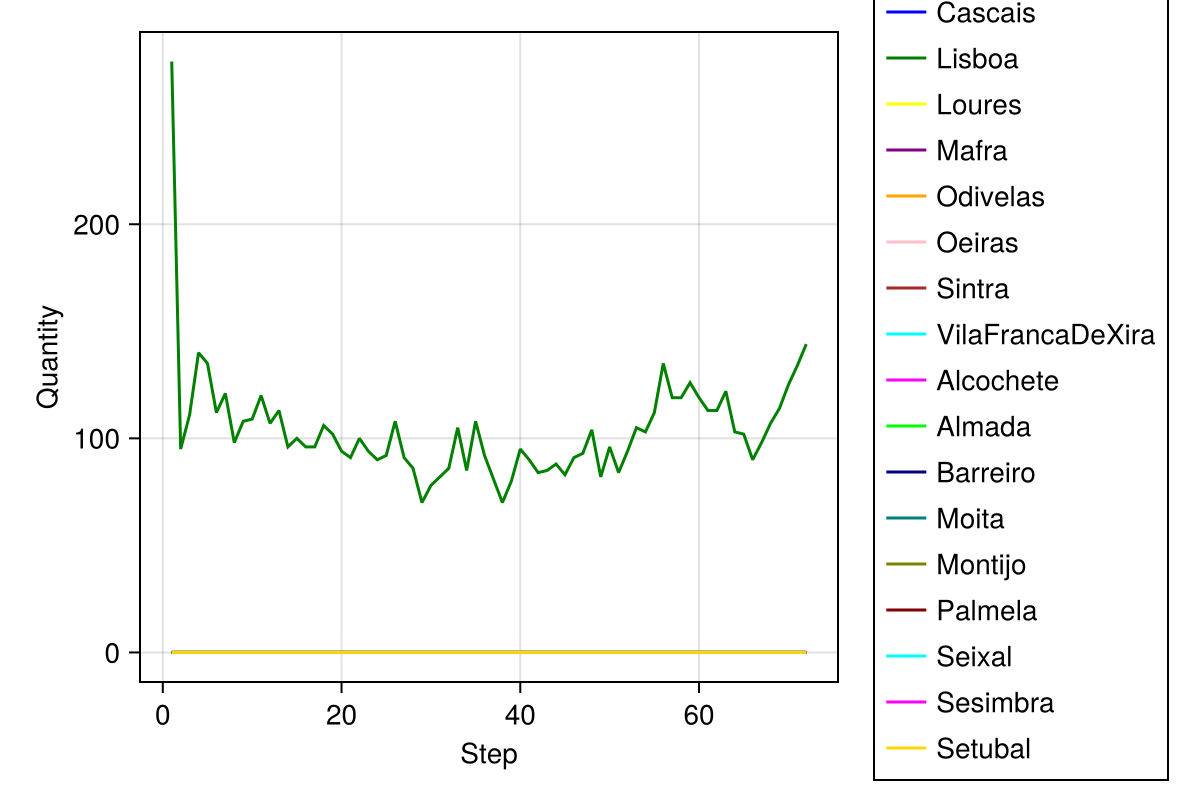 Cascais
Lisboa
Loures
Mafra
Odivelas
Oeiras
Sintra
VilaFrancaDeXira
Alcochete
Almada
Barreiro
Moita
Montijo
Palmela
Seixal
Sesimbra
Setubal
200
100
0
Quantity
0 20 40 60
Step